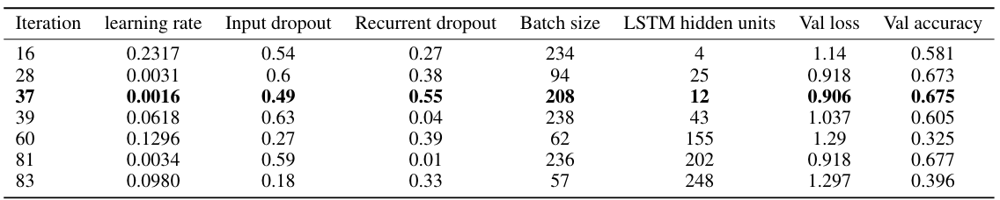 Iteration learning rate Input dropout Recurrent dropout Batch size LSTM hidden units Val loss Val accuracy
16 0.2317 0.54 0.27 234 4 1.14 0.581
28 0.0031 0.6 0.38 94 25 0.918 0.673
37 0.0016 0.49 0.55 208 12 0.906 0.675
39 0.0618 0.63 0.04 238 43 1.037 0.605
60 0.1296 0.27 0.39 62 155 1.29 0.325
81 0.0034 0.59 0.01 236 202 0.918 0.677
83 0.0980 0.18 0.33 57 248 1.297 0.396